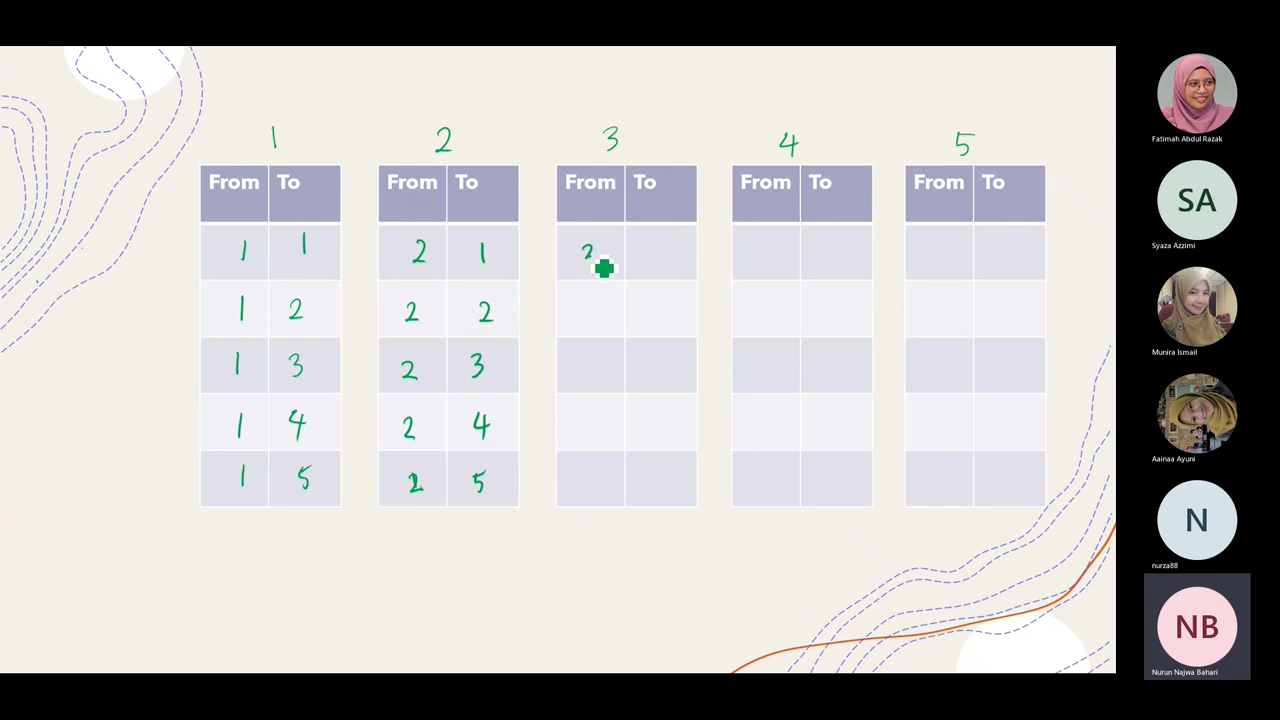 1 2 3 4 5
From To From To From To From To From To
1 1 2 1
1 2 2 2
1 3 2 3
1 4 2 4
1 5 2 5
Fatimah Abdul Razak
SA
Syaza Azzimi
Munira Ismail
Aainaa Ayuni
N
nurza88
NB
Nurun Najwa Bahari